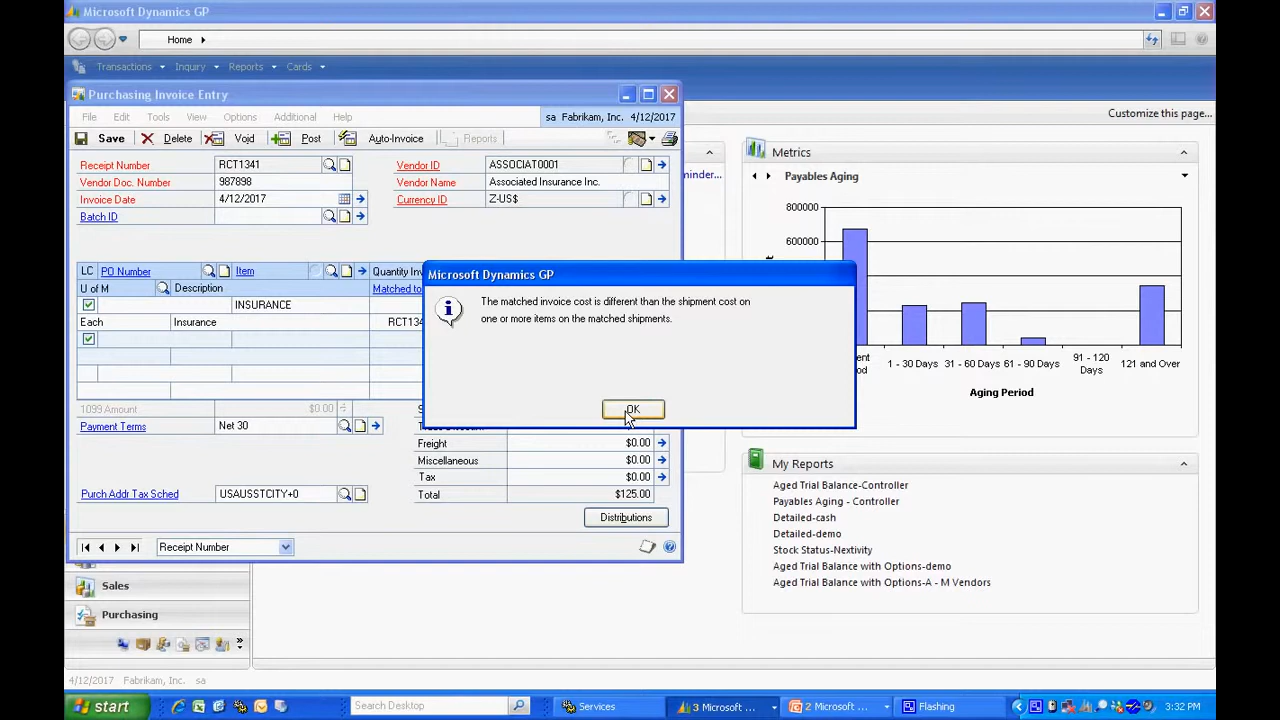 Microsoft Dynamics GP
Home
Transactions Inquiry Reports Cards
Customize this page...
Purchasing Invoice Entry
File Edit Tools View Options Additional Help
sa Fabrikam, Inc. 4/12/2017
Save Delete Void Post Auto-Invoice Reports
Receipt Number RCT1341
Vendor Doc. Number 987898
Invoice Date 4/12/2017
Batch ID
Vendor ID ASSOCIAT0001
Vendor Name Associated Insurance Inc.
Currency ID Z-US$
LC PO Number Item Quantity Inv
U of M Description Matched to
INSURANCE
Each Insurance RCT134
1099 Amount $0.00
Payment Terms Net 30
Freight $0.00
Miscellaneous $0.00
Tax $0.00
Purch Addr Tax Sched USAUSSTCITY+0
Total $125.00
Distributions
Receipt Number
Microsoft Dynamics GP
The matched invoice cost is different than the shipment cost on
one or more items on the matched shipments.
OK
minder...
Metrics
Payables Aging
800000
600000
1 - 30 Days
31 - 60 Days
61 - 90 Days
91 - 120
Days
121 and Over
Aging Period
My Reports
Aged Trial Balance-Controller
Payables Aging - Controller
Detailed-cash
Detailed-demo
Stock Status-Nextivity
Aged Trial Balance with Options-demo
Aged Trial Balance with Options-A - M Vendors
Sales
Purchasing
4/12/2017 sa
start
Search Desktop
Services
3 Microsoft ...
2 Microsoft ...
Flashing
3:32 PM